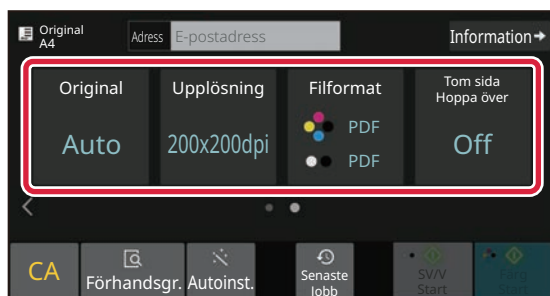 Original
A4
Adress
E-postadress
Information
Original
Upplösning
Filformat
Tom sida
Hoppa över
Auto
200x200dpi
PDF
PDF
Off
CA
Förhandsgr.
Autoinst.
Senaste
Jobb
SV/V
Start
Färg
Start